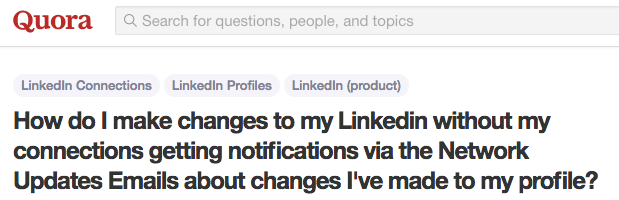 Quora
Search for questions, people, and topics
LinkedIn Connections LinkedIn Profiles LinkedIn (product)
How do I make changes to my Linkedin without my
connections getting notifications via the Network
Updates Emails about changes I've made to my profile?